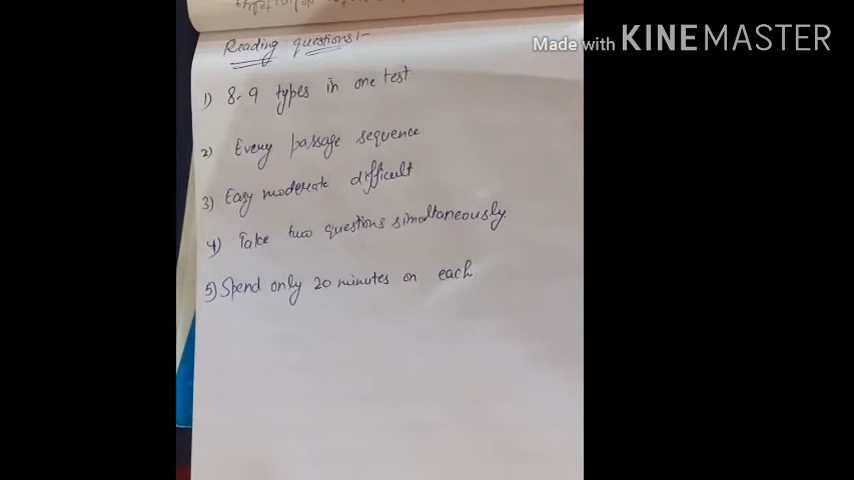 Made with KINEMASTER
Reading questions:-
1) 8-9 types in one test
2) Every passage sequence
3) Easy moderate difficult
4) Take two questions simultaneously
5) Spend only 20 minutes on each